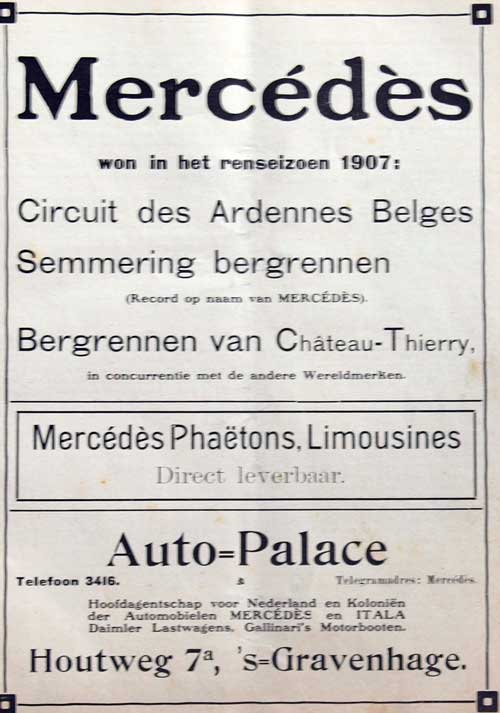 Mercédès
won in het renseizoen 1907:
Circuit des Ardennes Belges
Semmering bergrennen
(Record op naam van MERCÉDÈS).
Bergrennen van Château-Thierry,
in concurrentie met de andere Wereldmerken.
Mercédès Phaëtons, Limousines
Direct leverbaar.
Auto=Palace
Telefoon 3416. & Telegramadres: Mercédès.
Hoofdagentschap voor Nederland en Koloniën
der Automobielen MERCÉDÈS en ITALA
Daimler Lastwagens, Gallinari's Motorbooten.
Houtweg 7a, 's=Gravenhage.